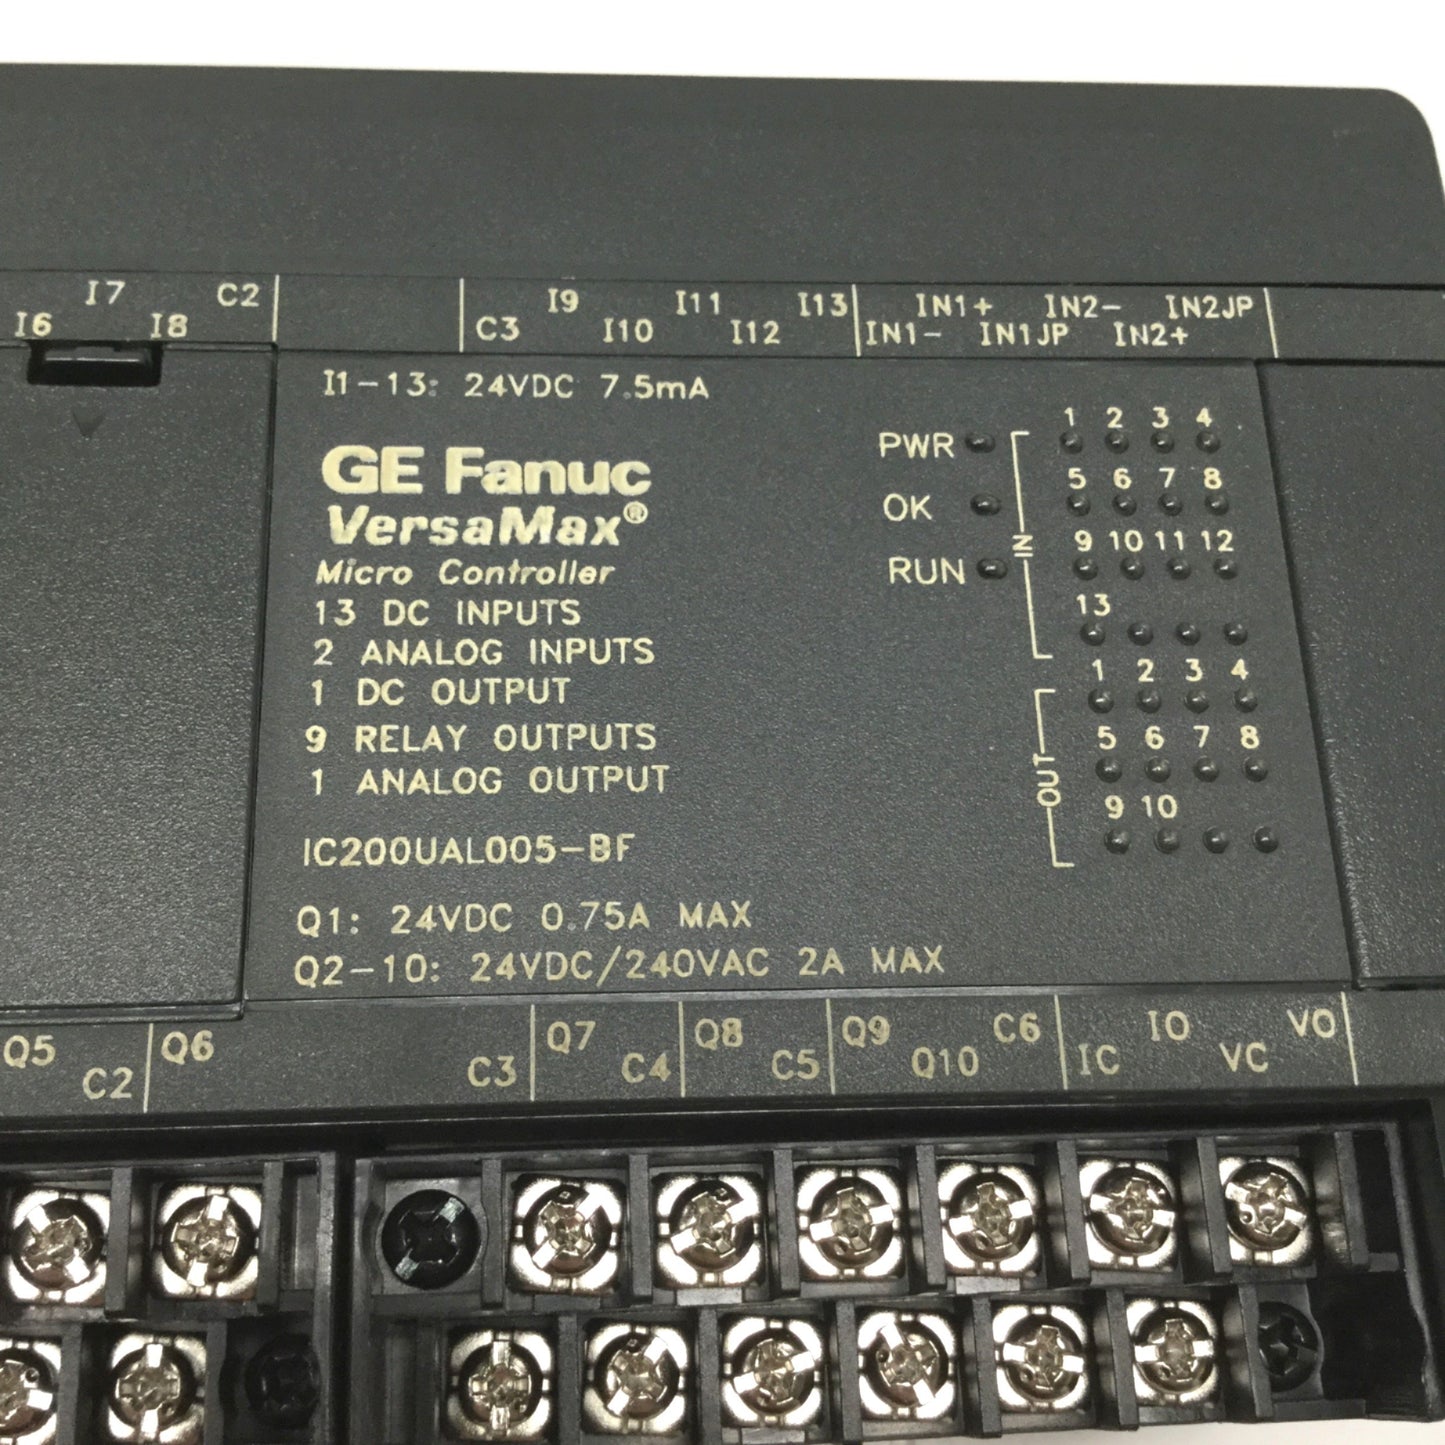 I7 C2 I9 I11 I13 IN1+ IN2- IN2JP
I6 I8 C3 I10 I12 IN1- IN1JP IN2+
I1-13: 24VDC 7.5mA
GE Fanuc
VersaMax®
Micro Controller
13 DC INPUTS
2 ANALOG INPUTS
1 DC OUTPUT
9 RELAY OUTPUTS
1 ANALOG OUTPUT
IC200UAL005-BF
Q1: 24VDC 0.75A MAX
Q2-10: 24VDC/240VAC 2A MAX
PWR
OK
RUN
IN
1 2 3 4
5 6 7 8
9 10 11 12
13
OUT
1 2 3 4
5 6 7 8
9 10
Q5 Q6 Q7 Q8 Q9 C6 IO VO
C2 C3 C4 C5 Q10 IC VC